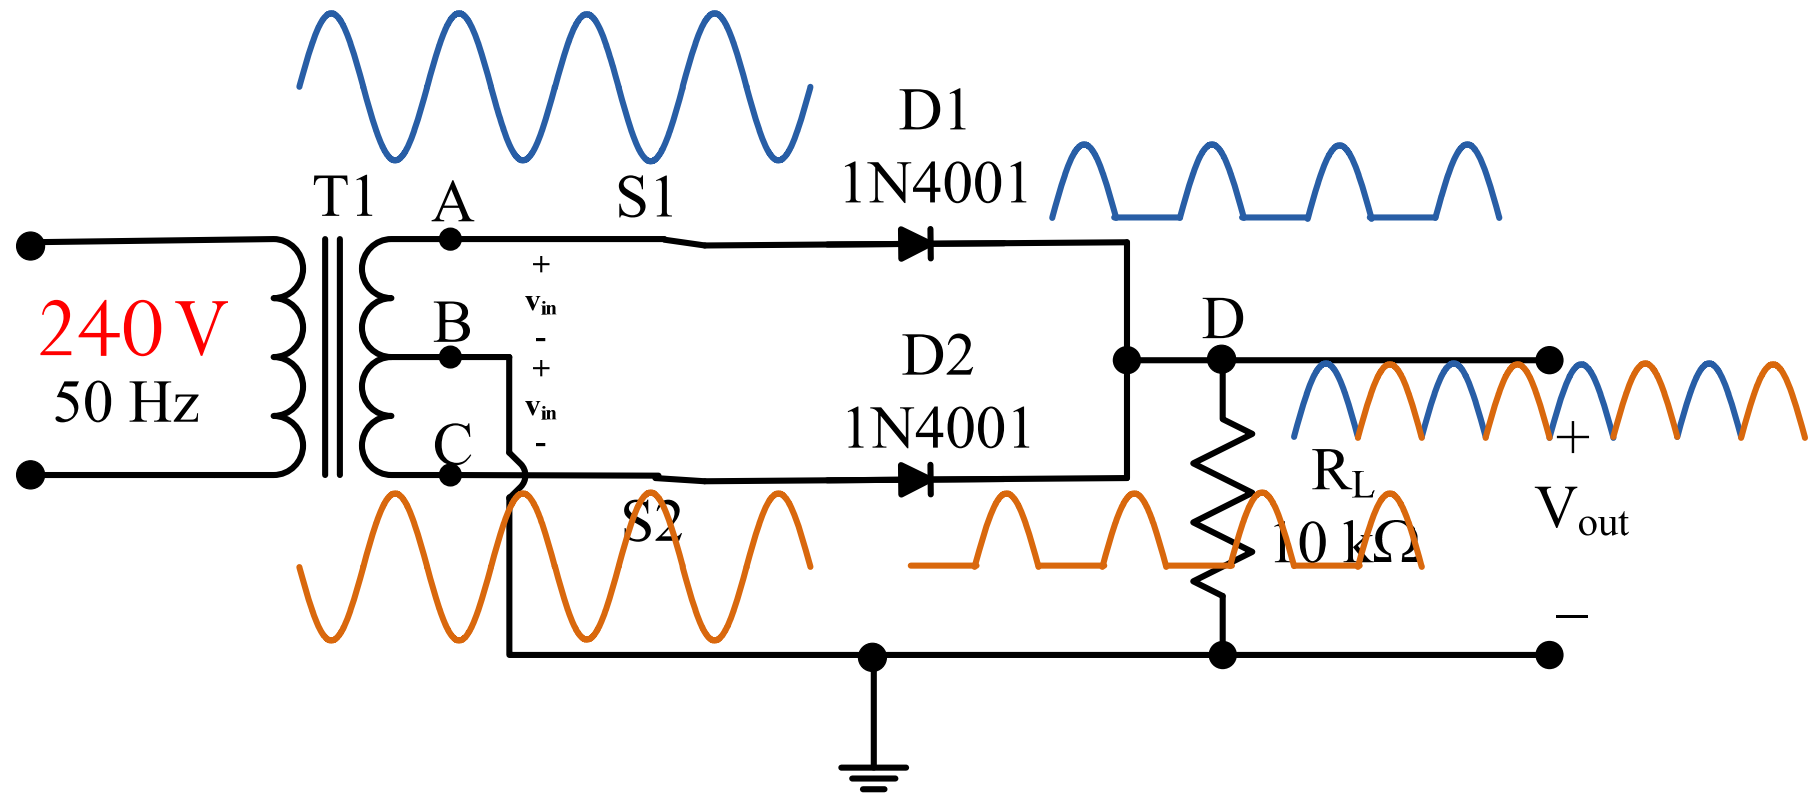 D1
1N4001
T1
A
S1
+
v_in
-
240 V
50 Hz
B
+
v_in
-
D2
1N4001
D
C
S2
R_L
10 kΩ
+
V_out
–